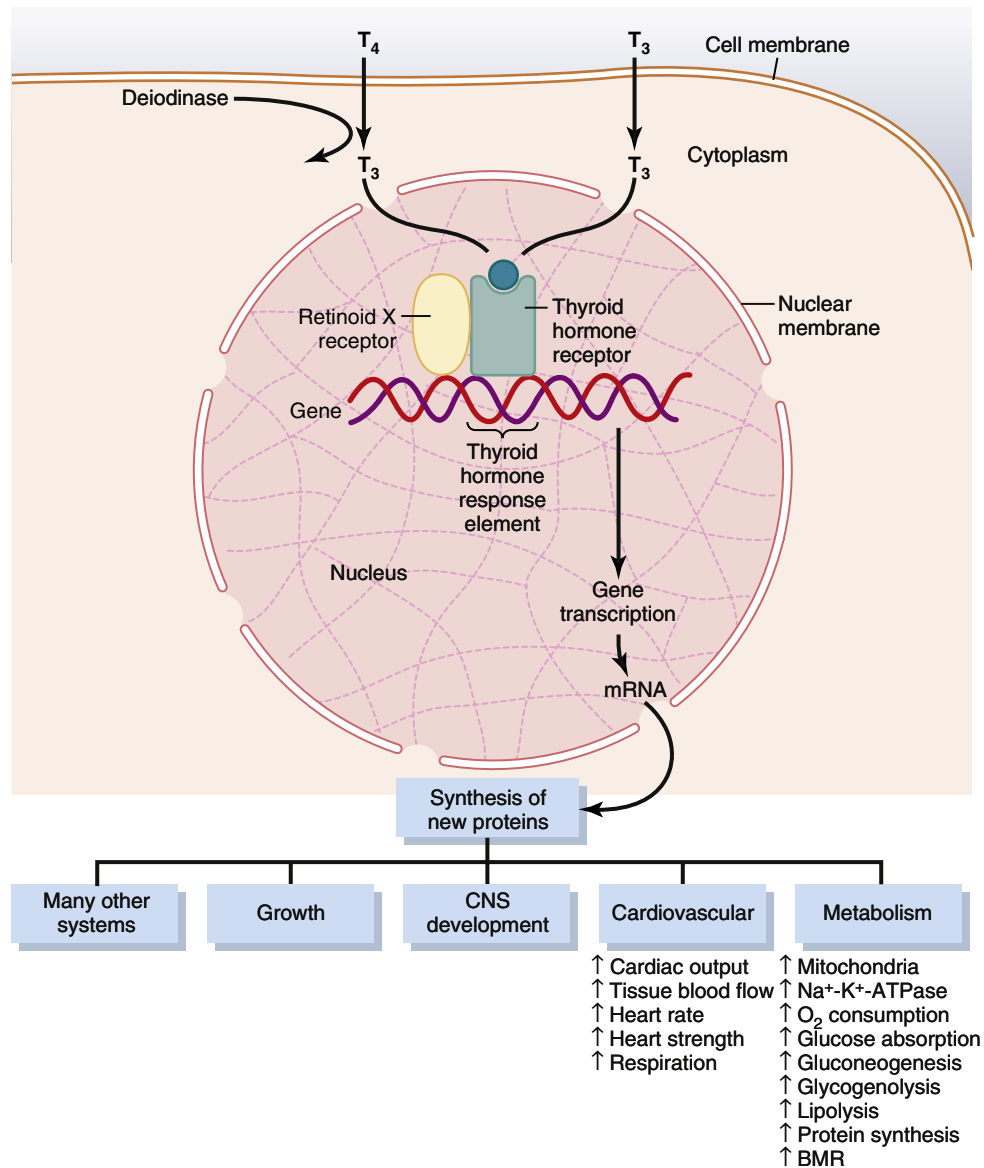 T4
T3
Cell membrane
Deiodinase
Cytoplasm
T3
T3
Retinoid X
receptor
Thyroid
hormone
receptor
Nuclear
membrane
Gene
Thyroid
hormone
response
element
Nucleus
Gene
transcription
mRNA
Synthesis of
new proteins
Many other
systems
Growth
CNS
development
Cardiovascular
Metabolism
↑ Cardiac output
↑ Tissue blood flow
↑ Heart rate
↑ Heart strength
↑ Respiration
↑ Mitochondria
↑ Na+-K+-ATPase
↑ O2 consumption
↑ Glucose absorption
↑ Gluconeogenesis
↑ Glycogenolysis
↑ Lipolysis
↑ Protein synthesis
↑ BMR